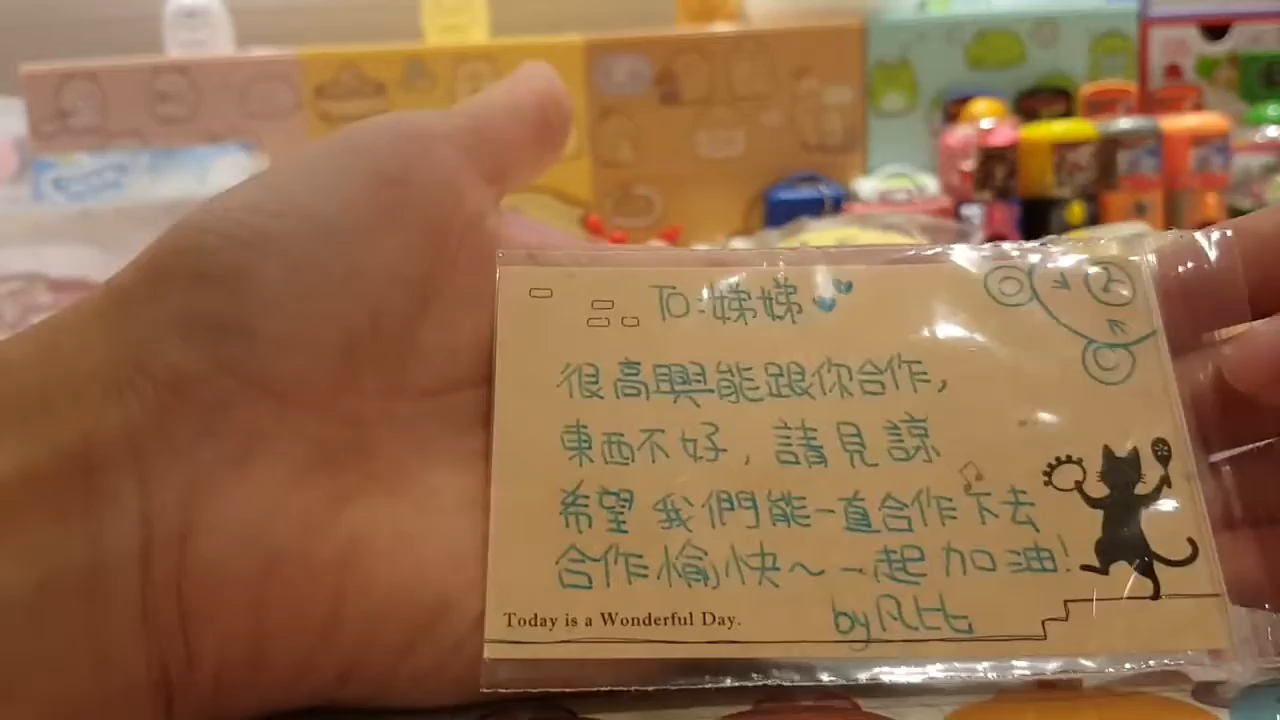 To:娣娣
很高興能跟你合作,
東西不好,請見諒
希望我們能一直合作下去
合作愉快~一起加油!
by凡比
Today is a Wonderful Day.